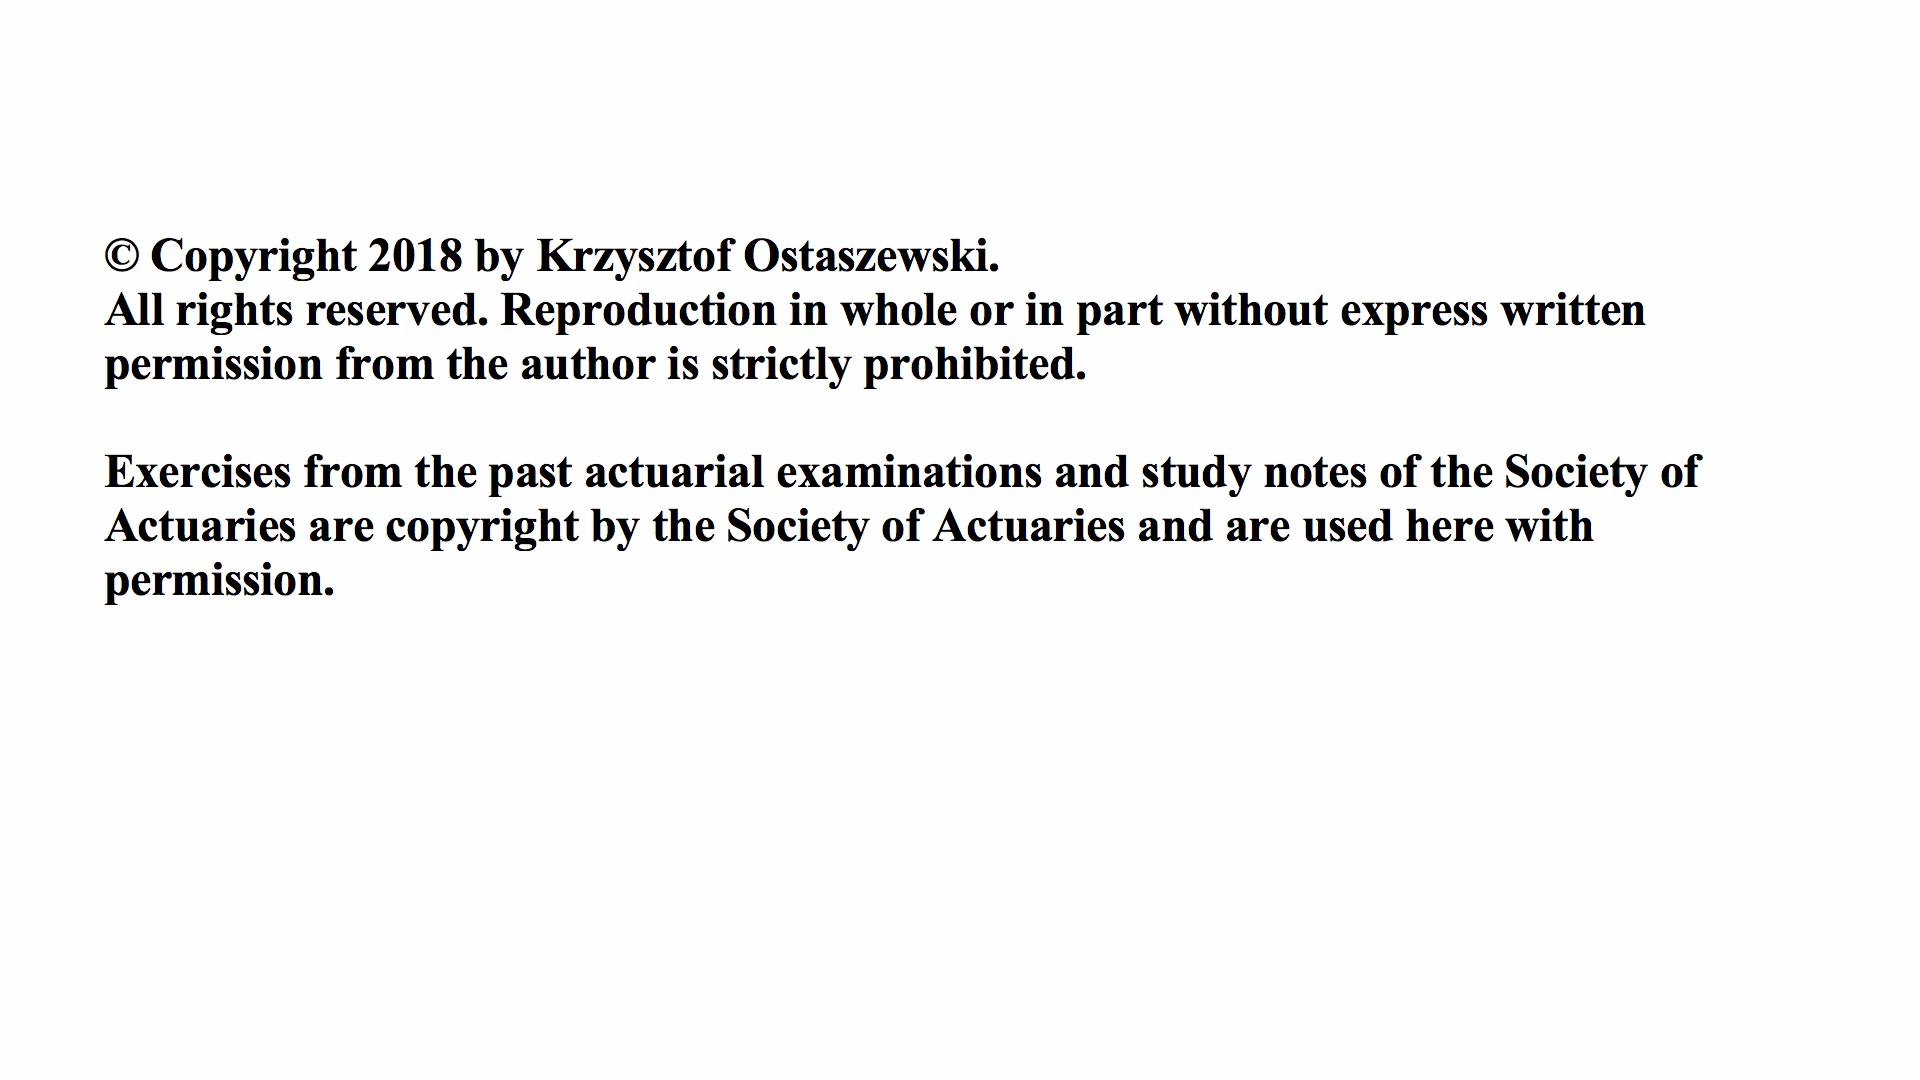 © Copyright 2018 by Krzysztof Ostaszewski.
All rights reserved. Reproduction in whole or in part without express written
permission from the author is strictly prohibited.
Exercises from the past actuarial examinations and study notes of the Society of
Actuaries are copyright by the Society of Actuaries and are used here with
permission.